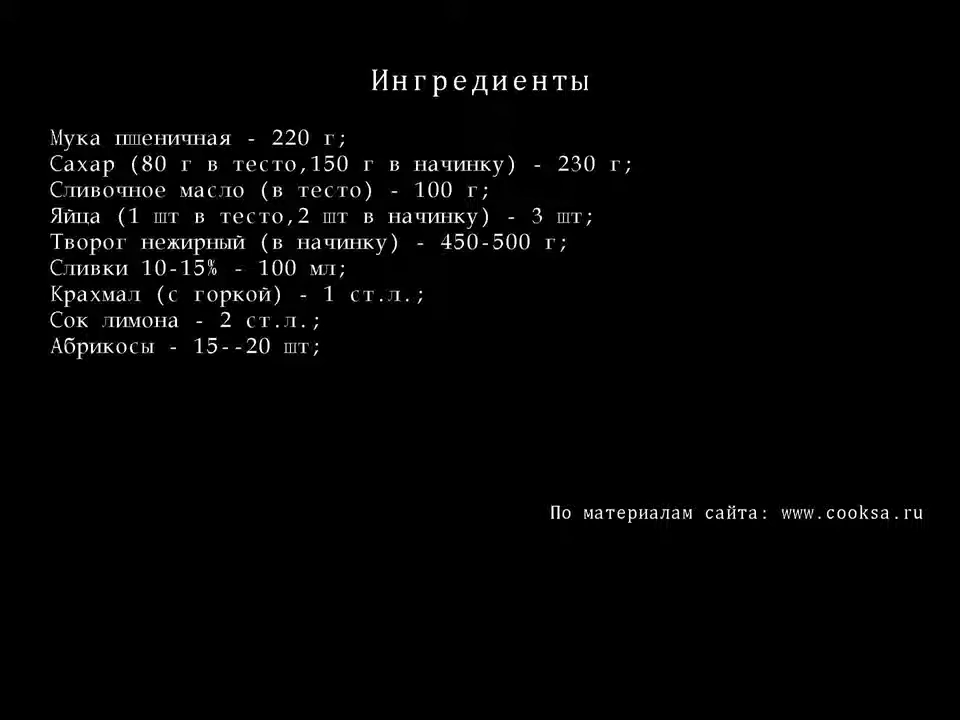 Ингредиенты
Мука пшеничная - 220 г;
Сахар (80 г в тесто,150 г в начинку) - 230 г;
Сливочное масло (в тесто) - 100 г;
Яйца (1 шт в тесто,2 шт в начинку) - 3 шт;
Творог нежирный (в начинку) - 450-500 г;
Сливки 10-15% - 100 мл;
Крахмал (с горкой) - 1 ст.л.;
Сок лимона - 2 ст.л.;
Абрикосы - 15--20 шт;
По материалам сайта: www.cooksa.ru